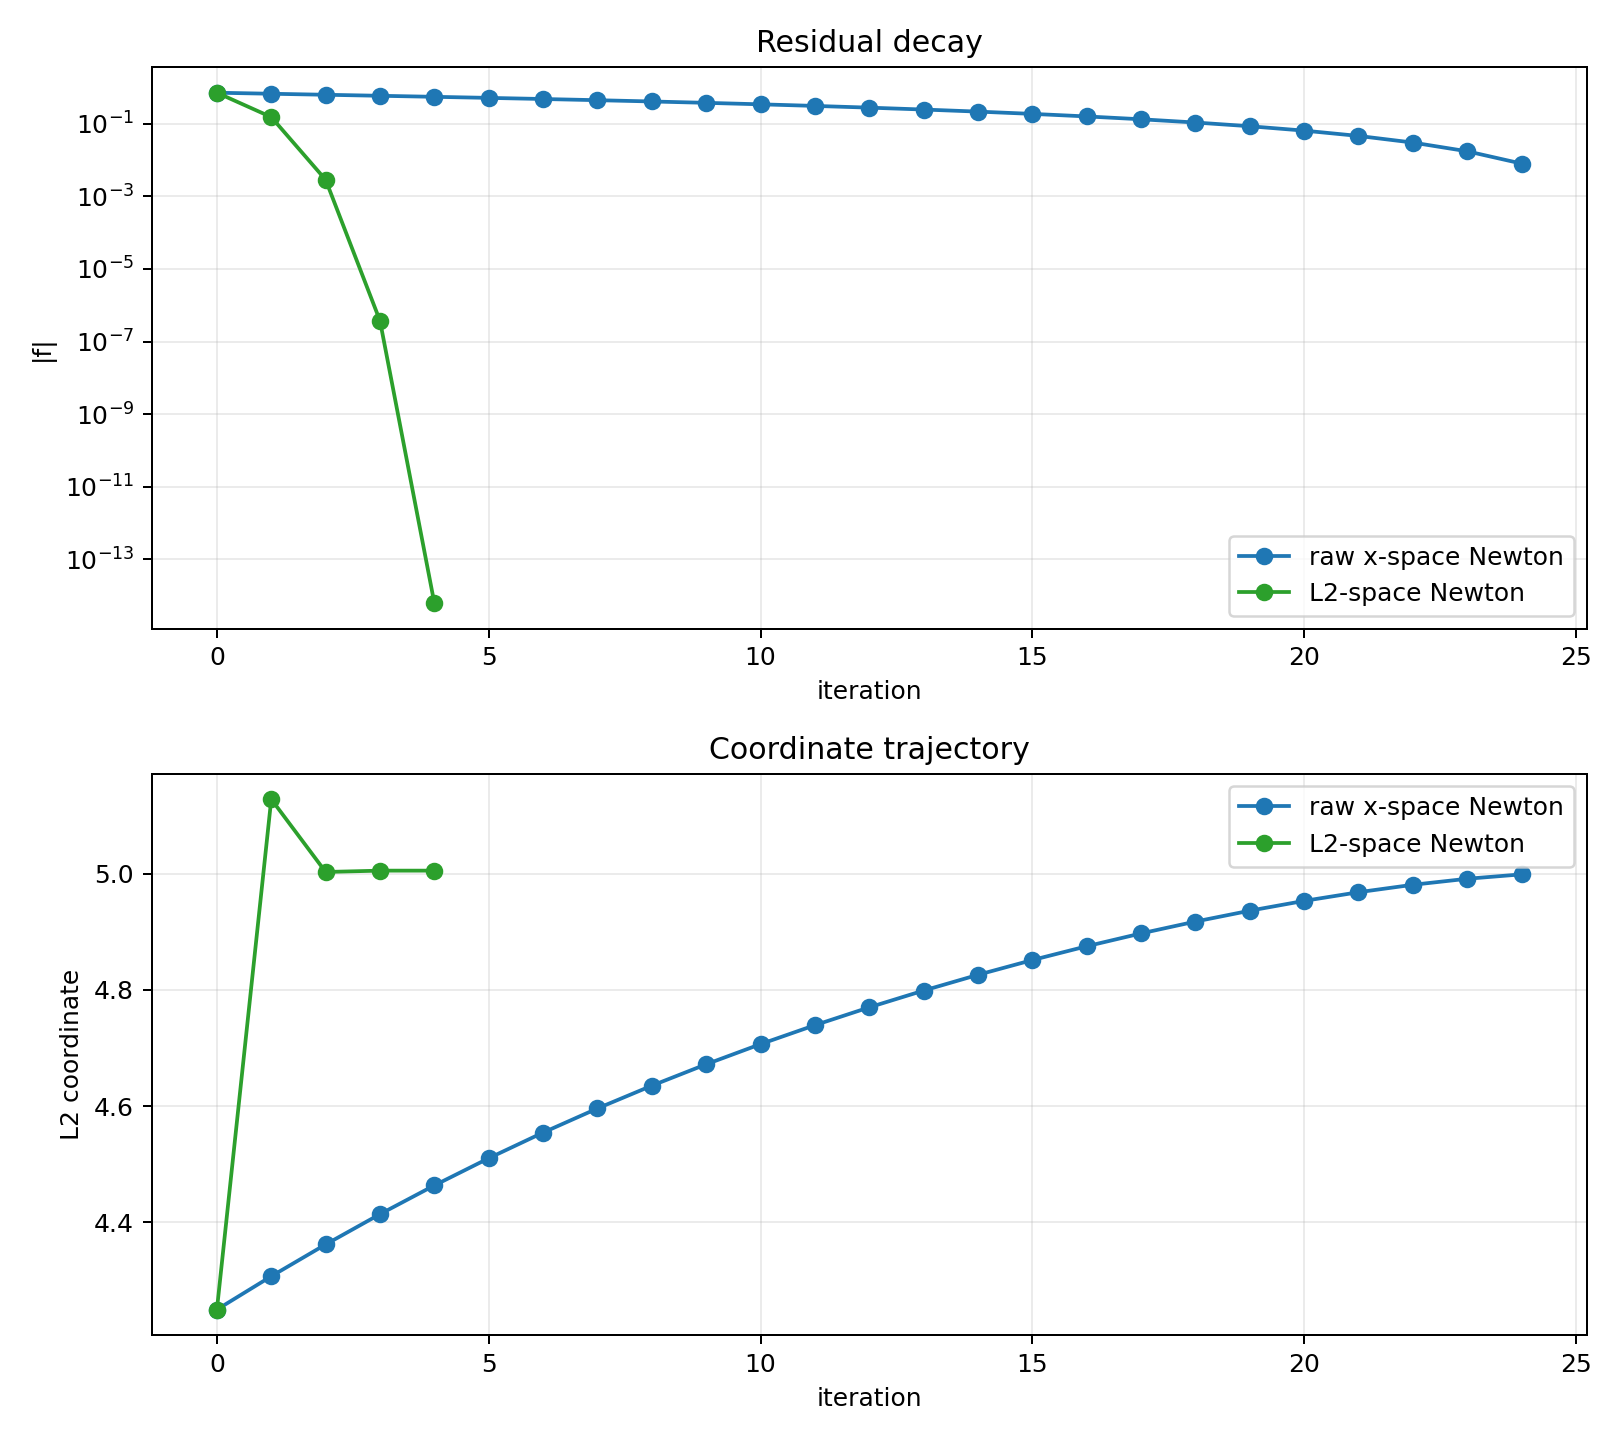 Residual decay
10⁻¹
10⁻³
10⁻⁵
10⁻⁷
10⁻⁹
10⁻¹¹
10⁻¹³
|f|
raw x-space Newton
L2-space Newton
0 5 10 15 20 25
iteration
Coordinate trajectory
raw x-space Newton
L2-space Newton
5.0
4.8
4.6
4.4
L2 coordinate
0 5 10 15 20 25
iteration